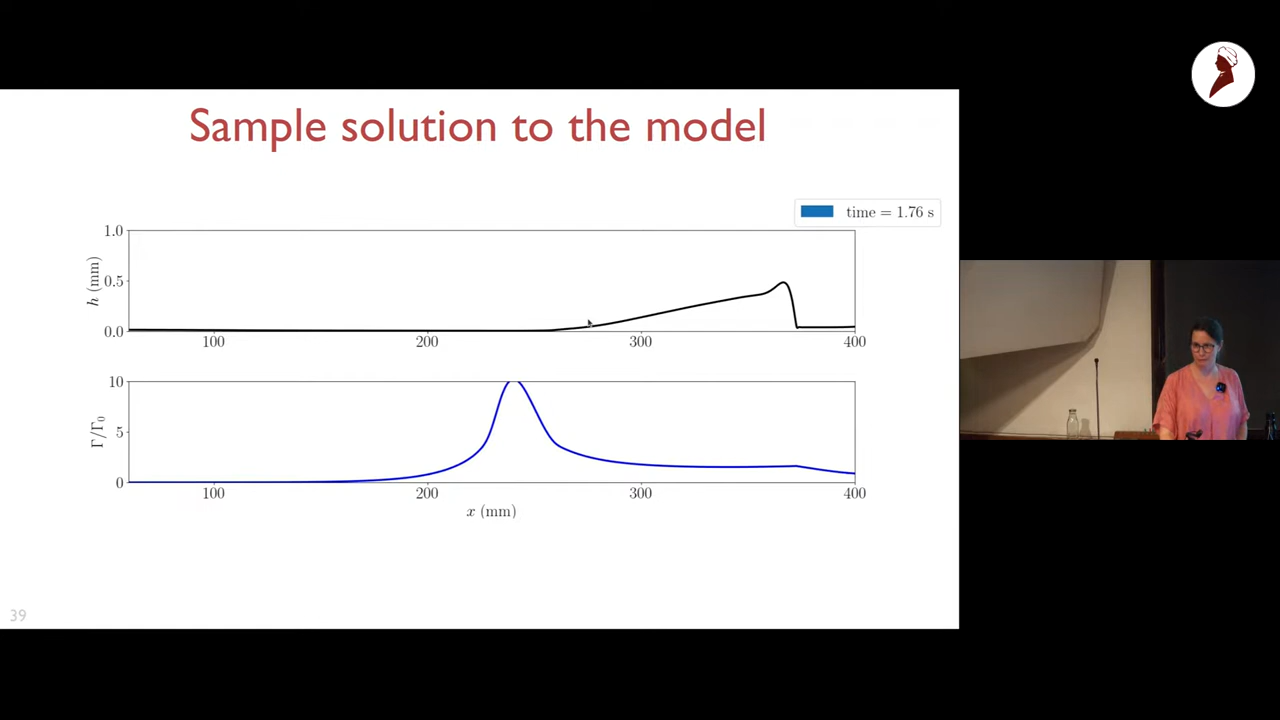 Sample solution to the model
time = 1.76 s
1.0
0.5
0.0
h (mm)
100 200 300 400
10
5
0
Γ/Γ₀
100 200 300 400
x (mm)
39